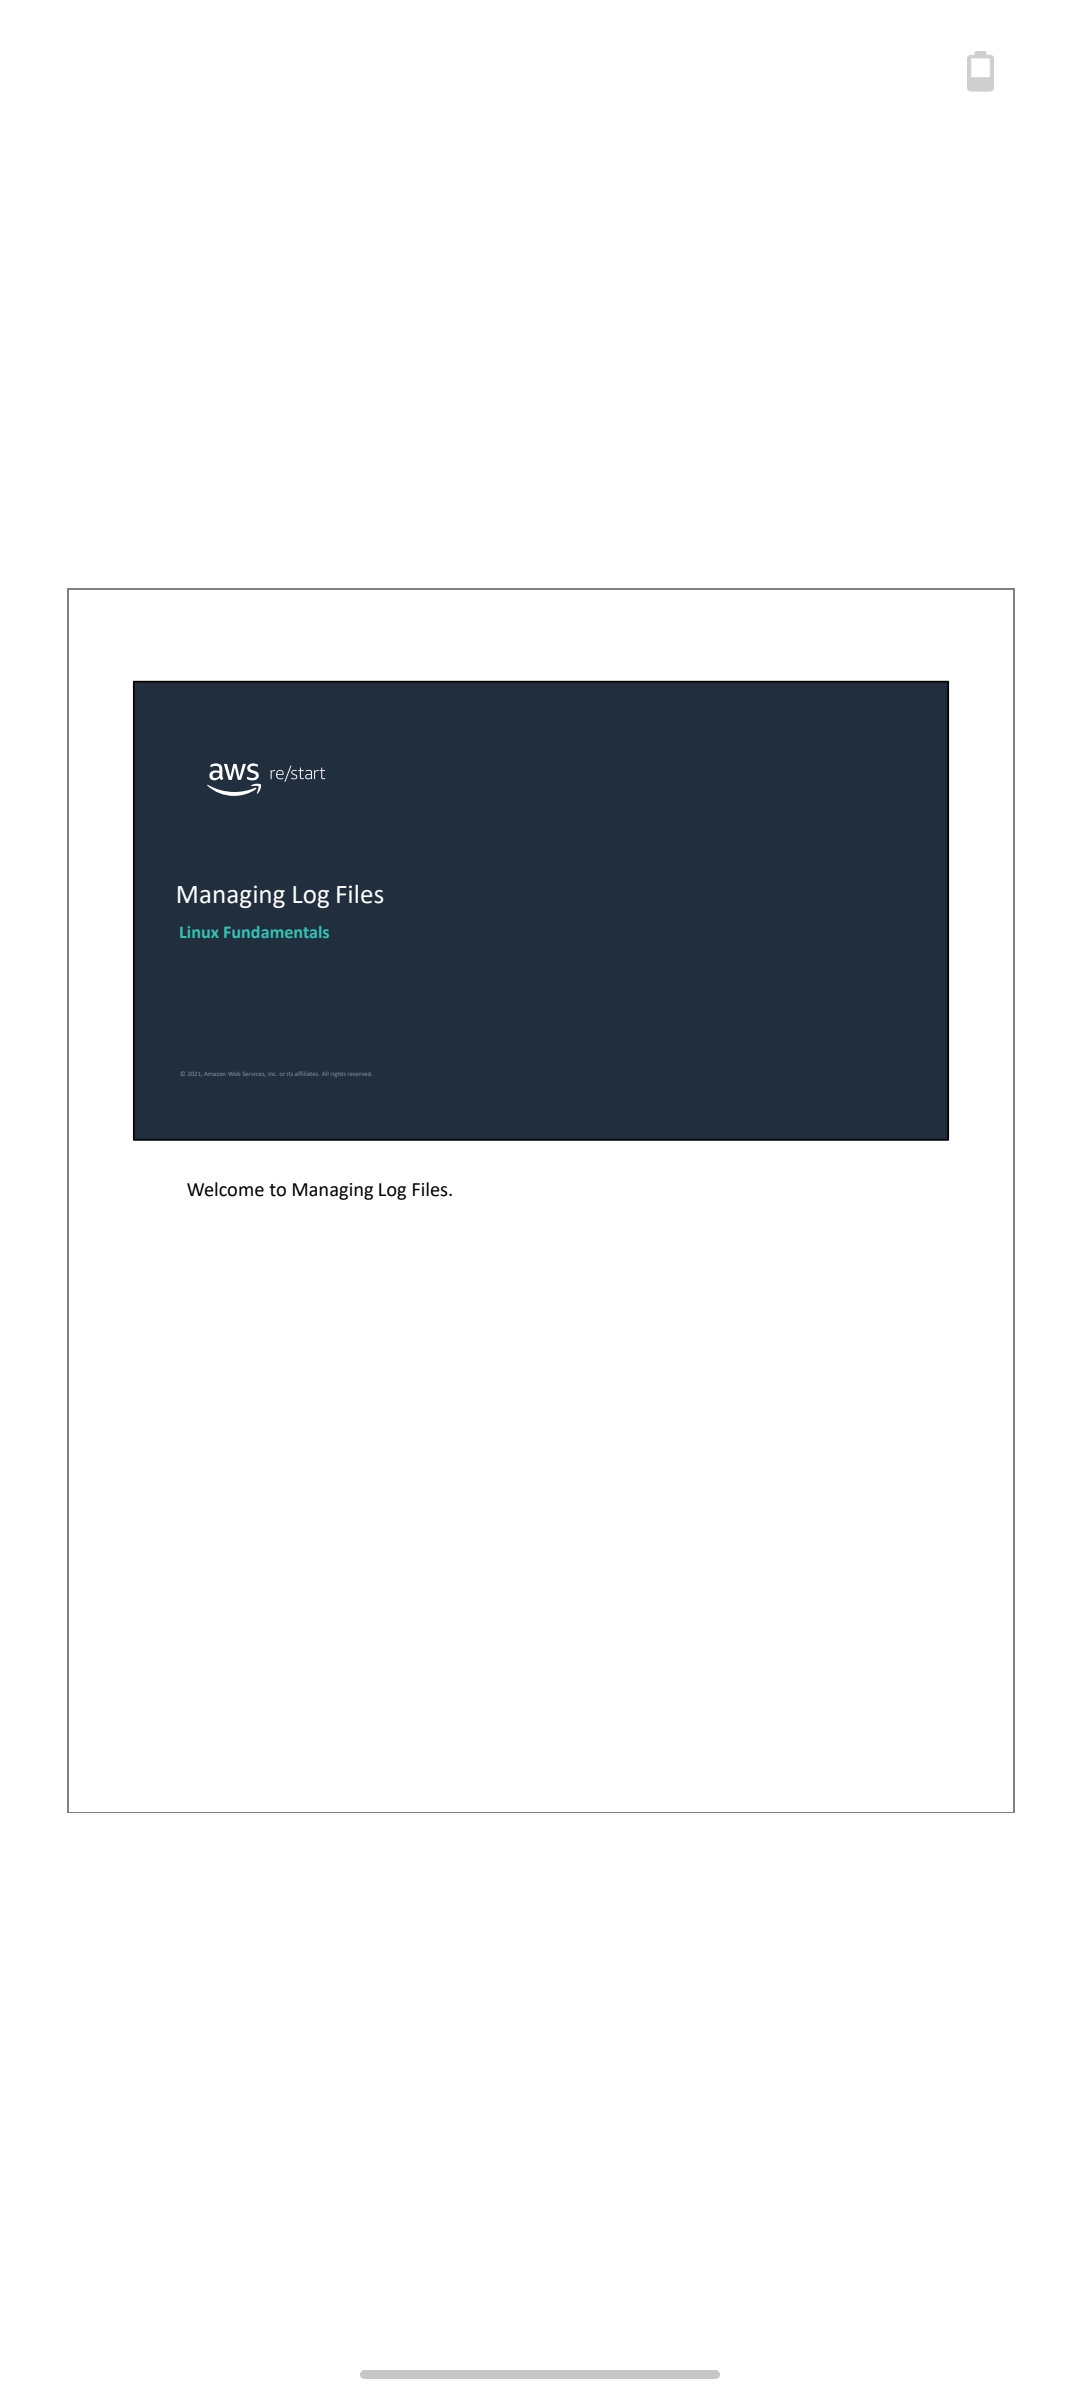 aws re/start
Managing Log Files
Linux Fundamentals
© 2021, Amazon Web Services, Inc. or its affiliates. All rights reserved.
Welcome to Managing Log Files.